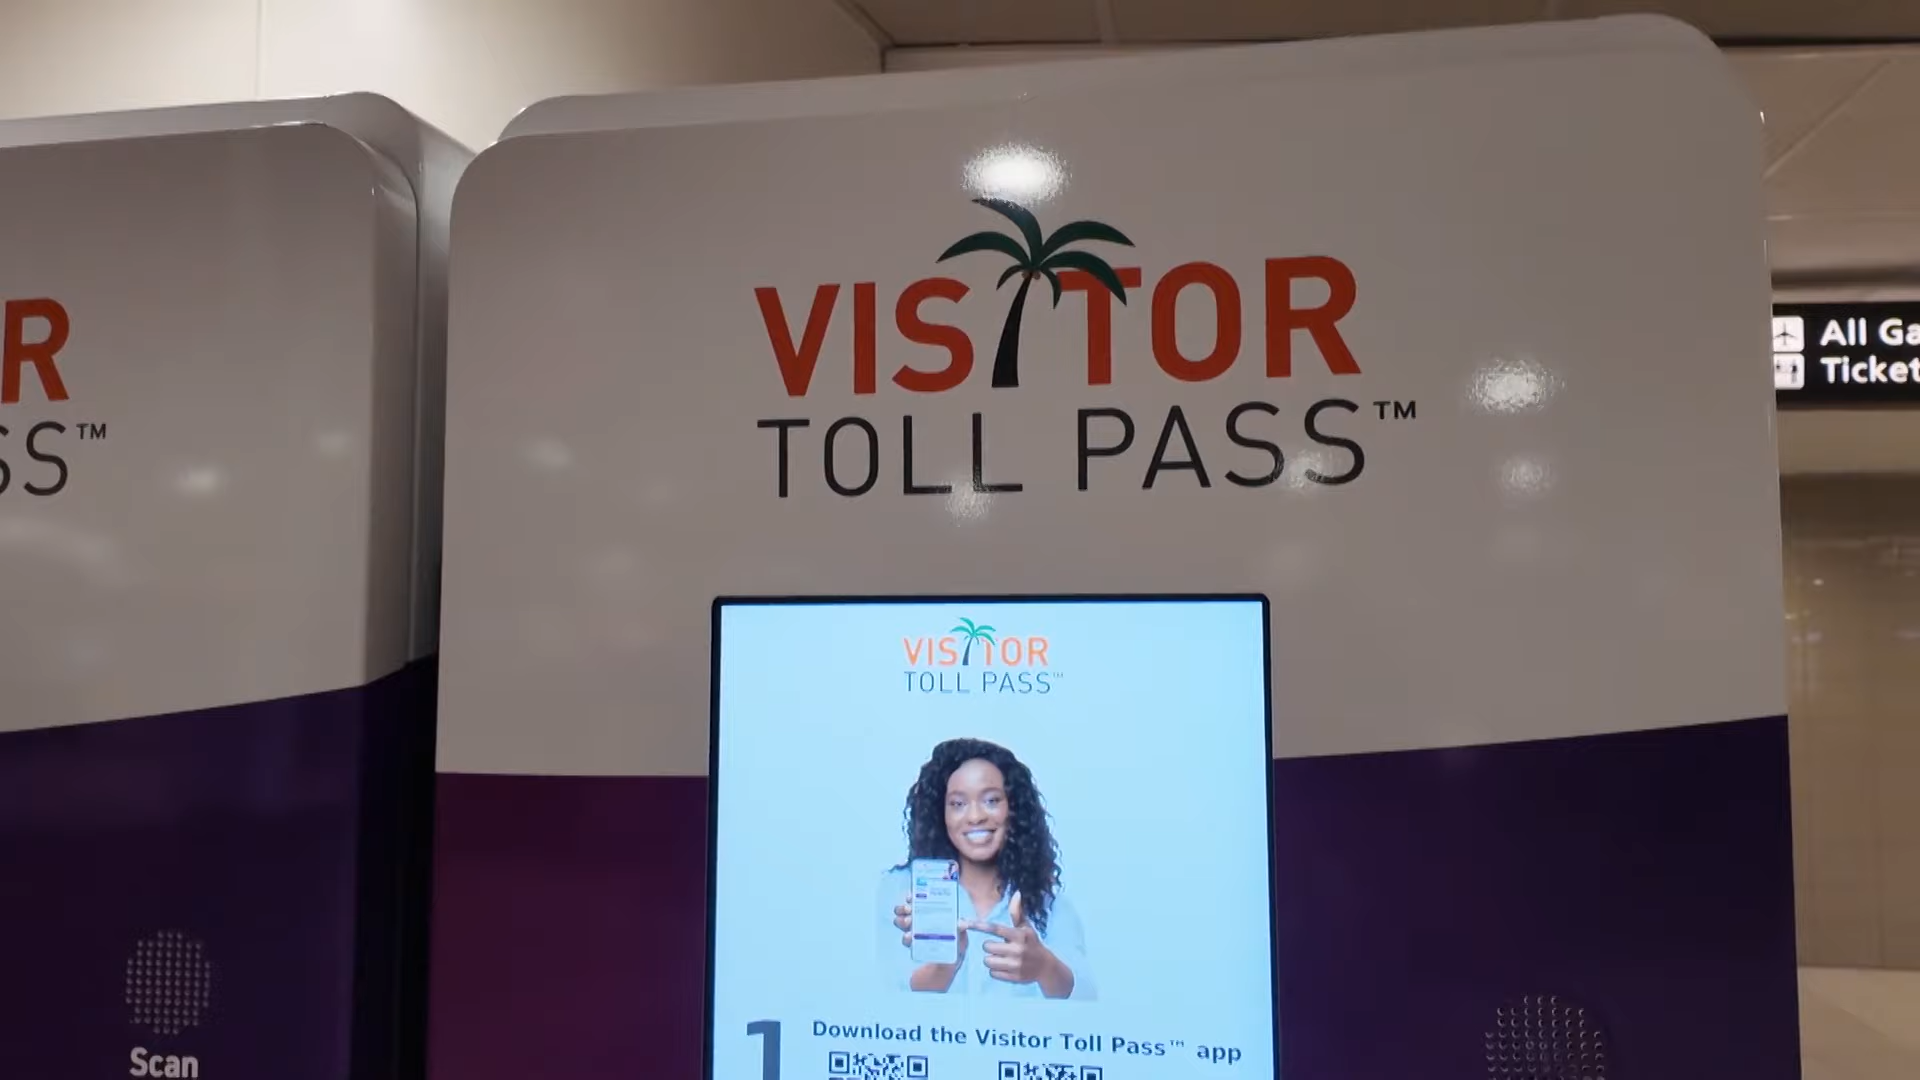 R
SS™
VISITOR
TOLL PASS™
All Ga
Ticket
VISITOR
TOLL PASS™
1
Download the Visitor Toll Pass™ app
Scan